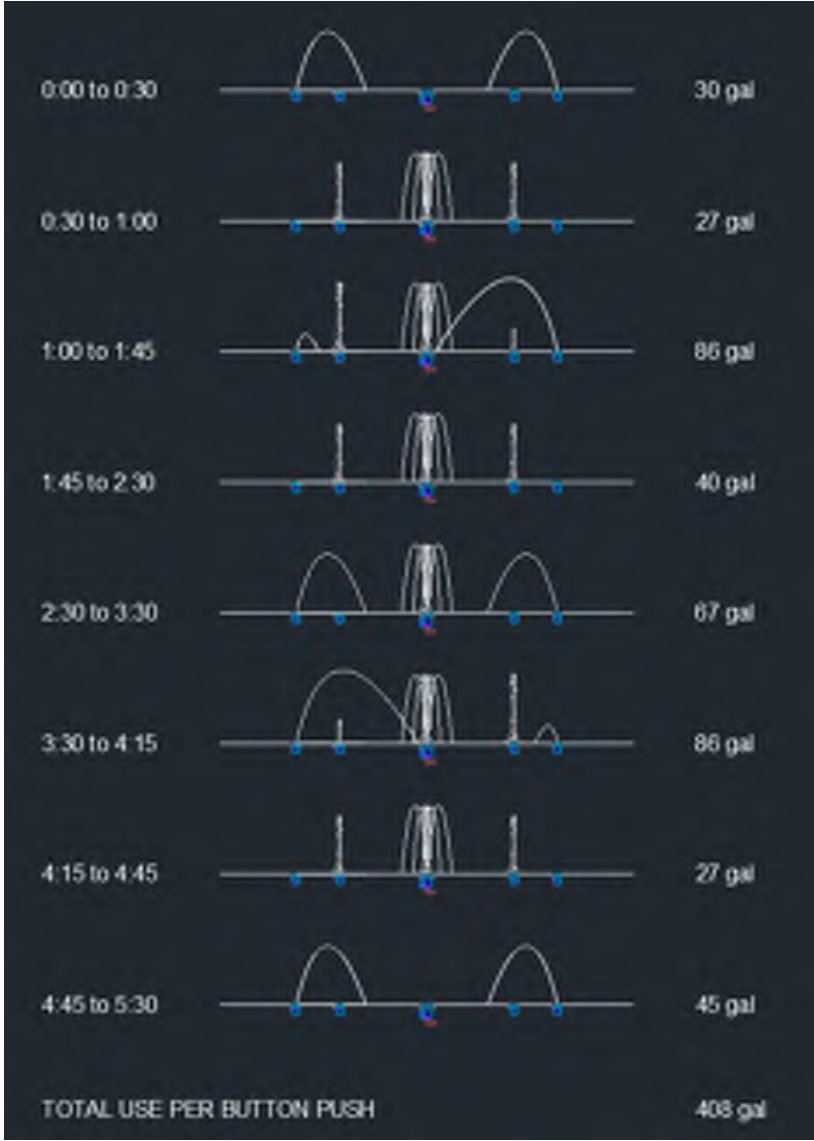 0:00 to 0:30 30 gal
0:30 to 1:00 27 gal
1:00 to 1:45 86 gal
1:45 to 2:30 40 gal
2:30 to 3:30 67 gal
3:30 to 4:15 86 gal
4:15 to 4:45 27 gal
4:45 to 5:30 45 gal
TOTAL USE PER BUTTON PUSH 408 gal